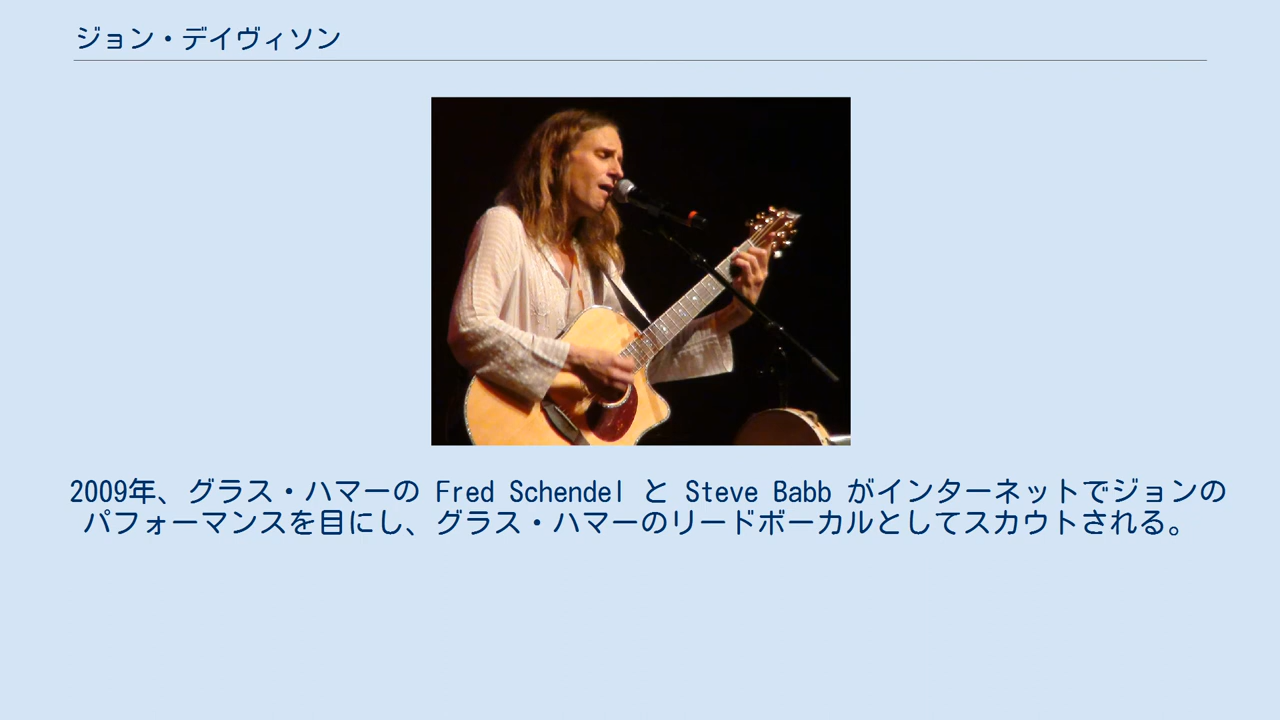 ジョン・デイヴィソン
2009年、グラス・ハマーの Fred Schendel と Steve Babb がインターネットでジョンの
パフォーマンスを目にし、グラス・ハマーのリードボーカルとしてスカウトされる。